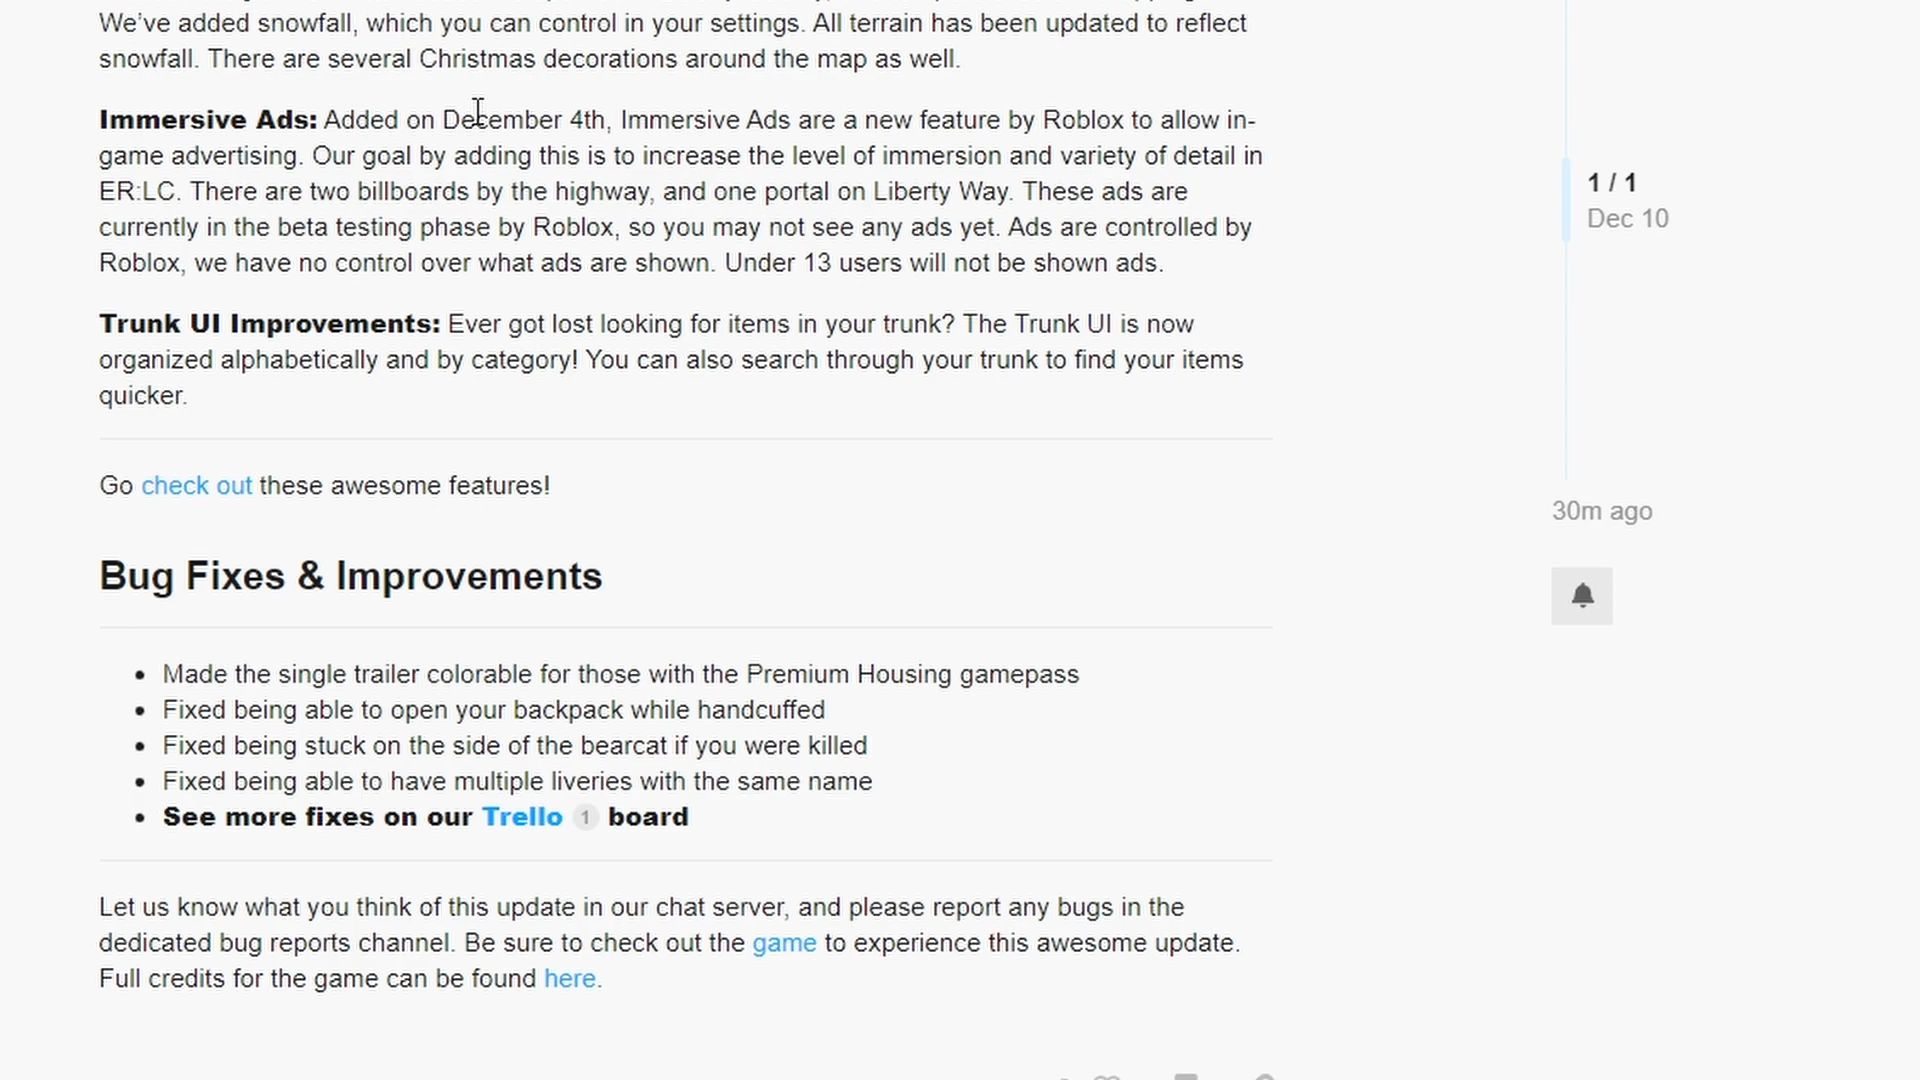 We’ve added snowfall, which you can control in your settings. All terrain has been updated to reflect
snowfall. There are several Christmas decorations around the map as well.
Immersive Ads: Added on December 4th, Immersive Ads are a new feature by Roblox to allow in-
game advertising. Our goal by adding this is to increase the level of immersion and variety of detail in
ER:LC. There are two billboards by the highway, and one portal on Liberty Way. These ads are
currently in the beta testing phase by Roblox, so you may not see any ads yet. Ads are controlled by
Roblox, we have no control over what ads are shown. Under 13 users will not be shown ads.
Trunk UI Improvements: Ever got lost looking for items in your trunk? The Trunk UI is now
organized alphabetically and by category! You can also search through your trunk to find your items
quicker.
Go check out these awesome features!
Bug Fixes & Improvements
• Made the single trailer colorable for those with the Premium Housing gamepass
• Fixed being able to open your backpack while handcuffed
• Fixed being stuck on the side of the bearcat if you were killed
• Fixed being able to have multiple liveries with the same name
• See more fixes on our Trello 1 board
Let us know what you think of this update in our chat server, and please report any bugs in the
dedicated bug reports channel. Be sure to check out the game to experience this awesome update.
Full credits for the game can be found here.
1 / 1
Dec 10
30m ago